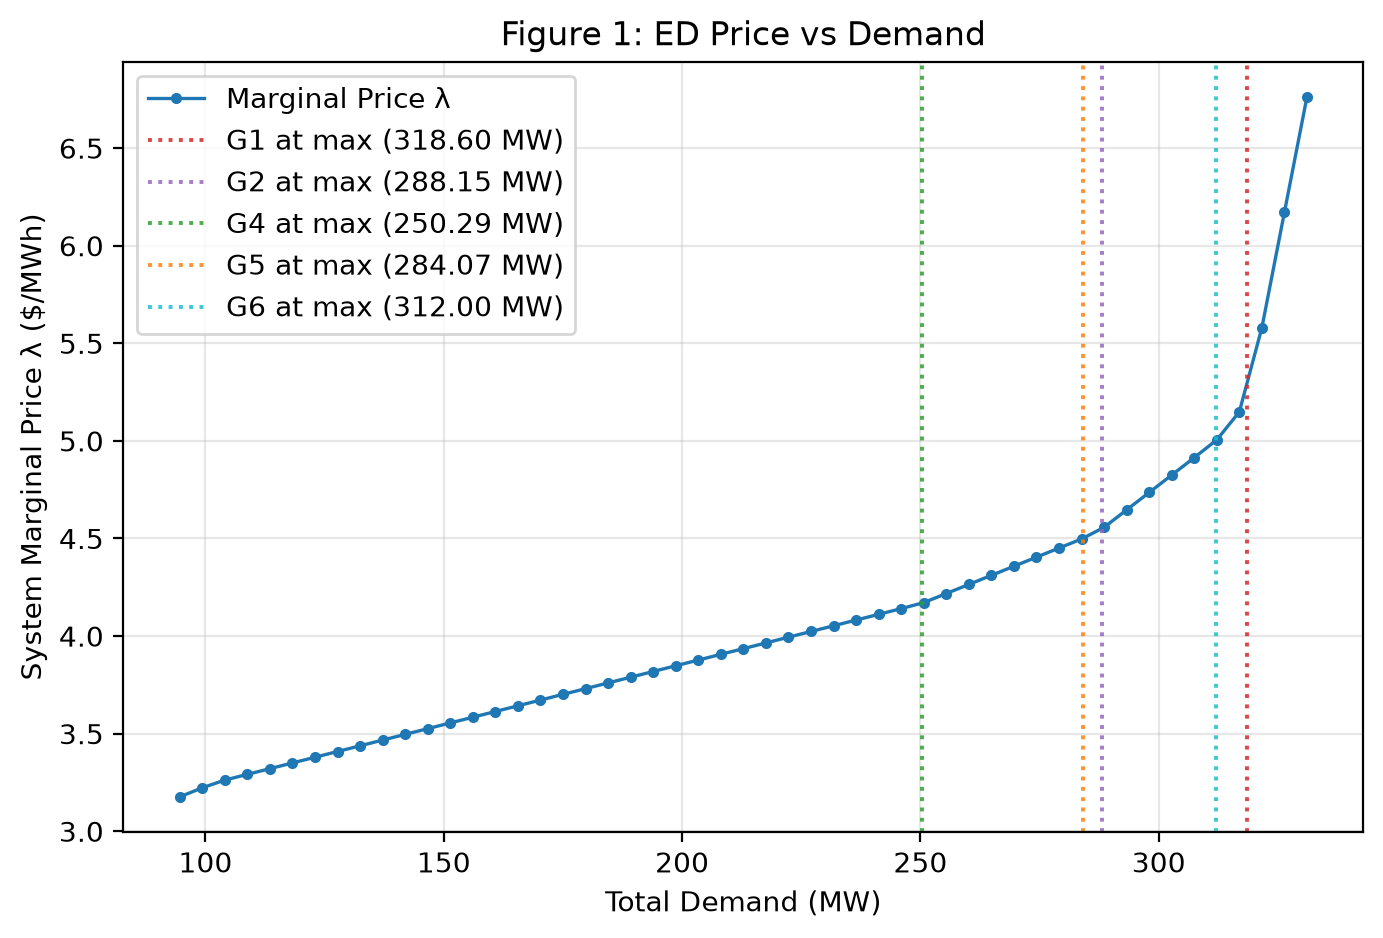 Figure 1: ED Price vs Demand
Marginal Price λ
G1 at max (318.60 MW)
G2 at max (288.15 MW)
G4 at max (250.29 MW)
G5 at max (284.07 MW)
G6 at max (312.00 MW)
System Marginal Price λ ($/MWh)
6.5
6.0
5.5
5.0
4.5
4.0
3.5
3.0
100 150 200 250 300
Total Demand (MW)